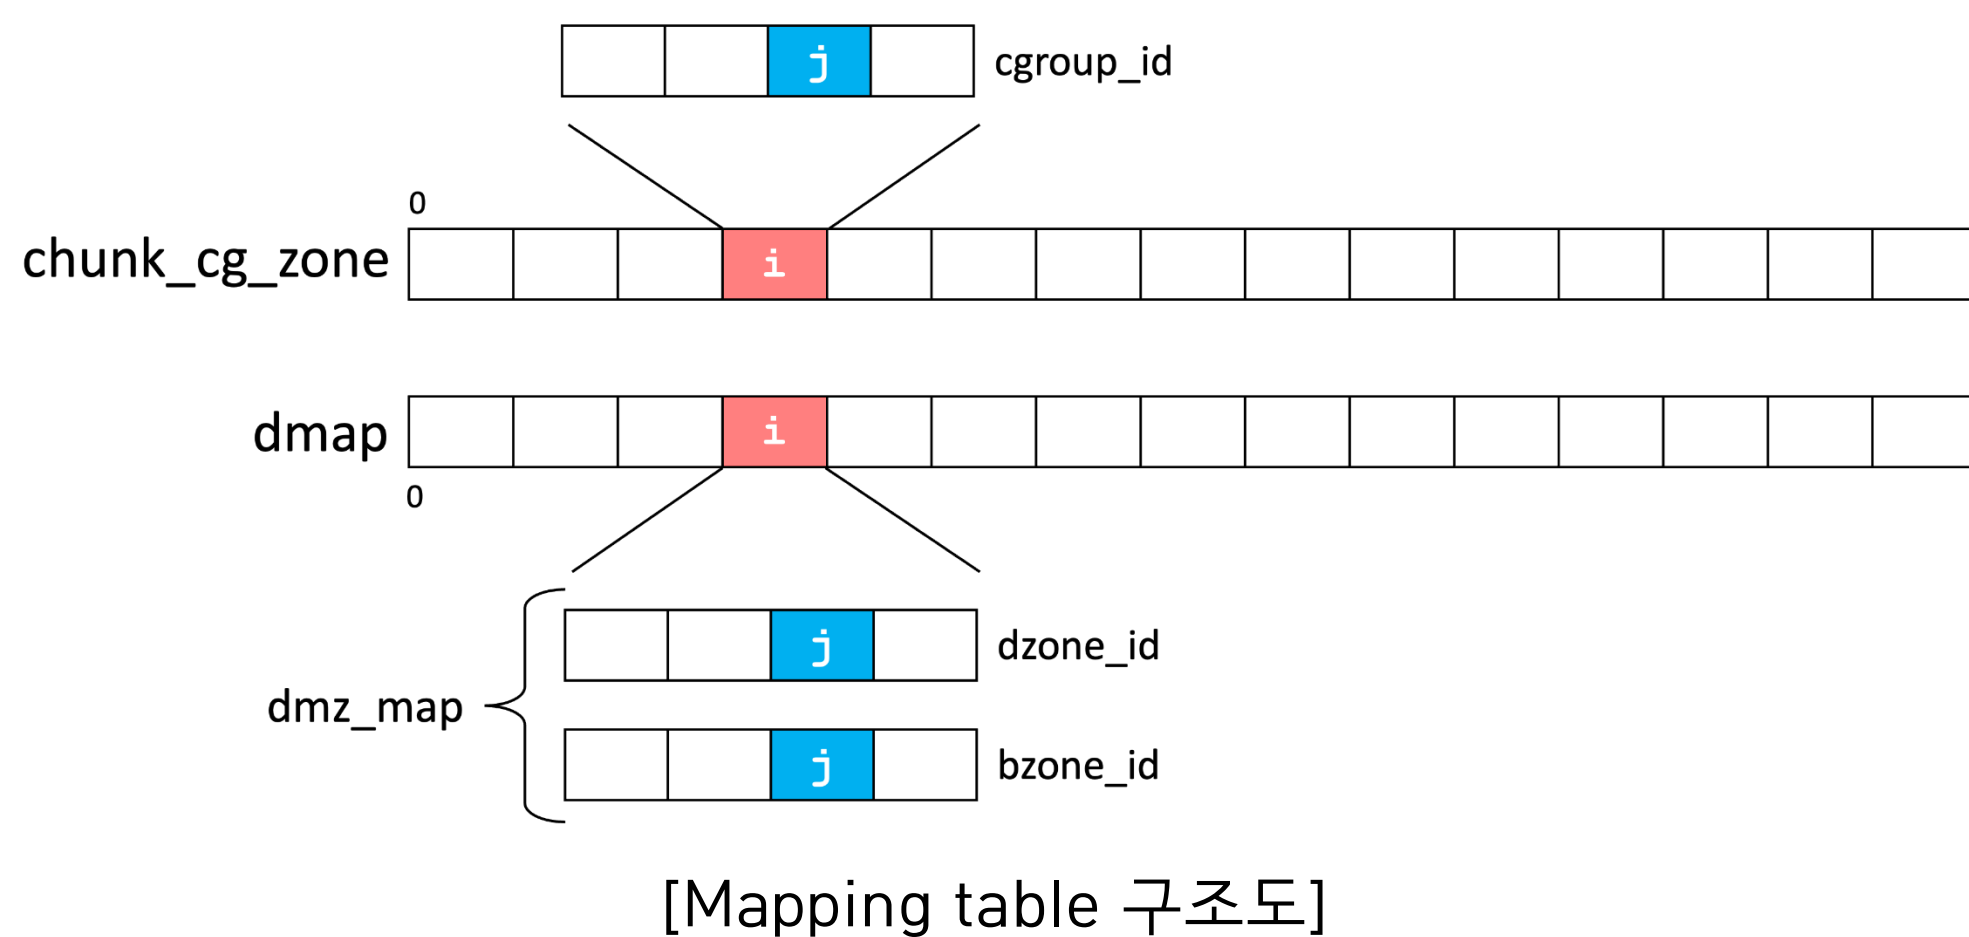 j cgroup_id
0
chunk_cg_zone i
dmap i
0
j dzone_id
dmz_map
j bzone_id
[Mapping table 구조도]